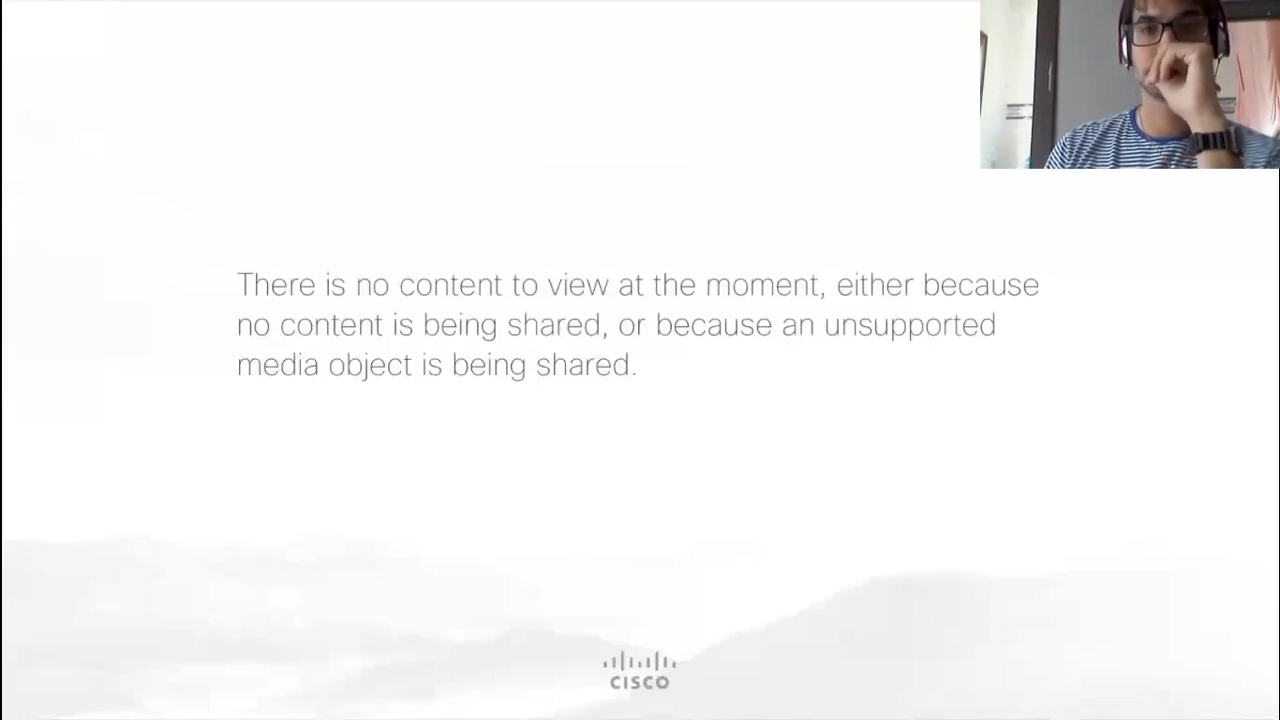 There is no content to view at the moment, either because
no content is being shared, or because an unsupported
media object is being shared.
CISCO